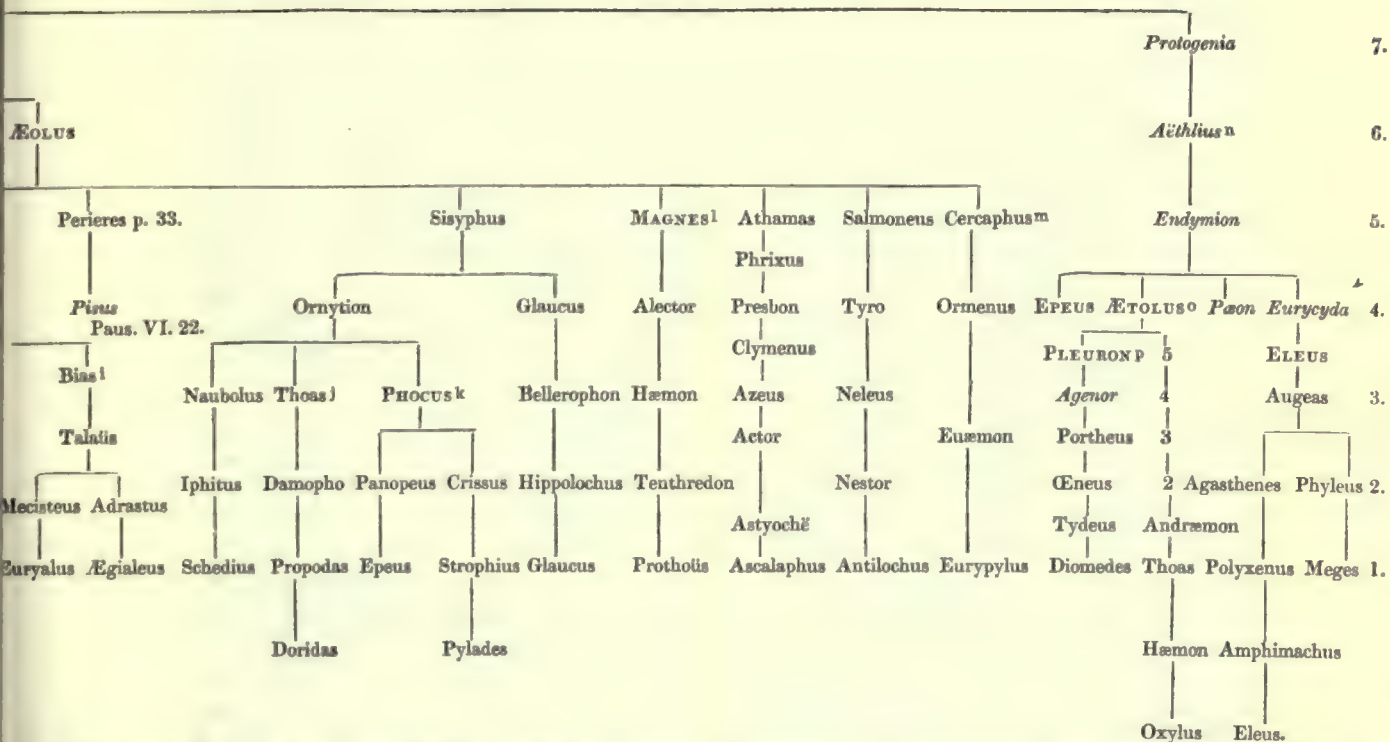 Protogenia 7.
ÆOLUS Aëthlius n 6.
Perieres p. 33. Sisyphus MAGNES l Athamas Salmoneus Cercaphus m Endymion 5.
Phrixus
Pisus Ornytion Glaucus Alector Presbon Tyro Ormenus EPEUS ÆTOLUS o Pæon Eurycyda 4.
Paus. VI. 22.
Clymenus PLEURON p 5 ELEUS
Bias i Naubolus Thoas j PHOCUS k Bellerophon Hæmon Azeus Neleus Agenor 4 Augeas 3.
Talaüs Actor Euæmon Portheus 3
Iphitus Damopho Panopeus Crissus Hippolochus Tenthredon Nestor Œneus 2 Agasthenes Phyleus 2.
Mecisteus Adrastus Astyochë Tydeus Andræmon
Euryalus Ægialeus Schedius Propodas Epeus Strophius Glaucus Prothoüs Ascalaphus Antilochus Eurypylus Diomedes Thoas Polyxenus Meges 1.
Doridas Pylades Hæmon Amphimachus
Oxylus Eleus.